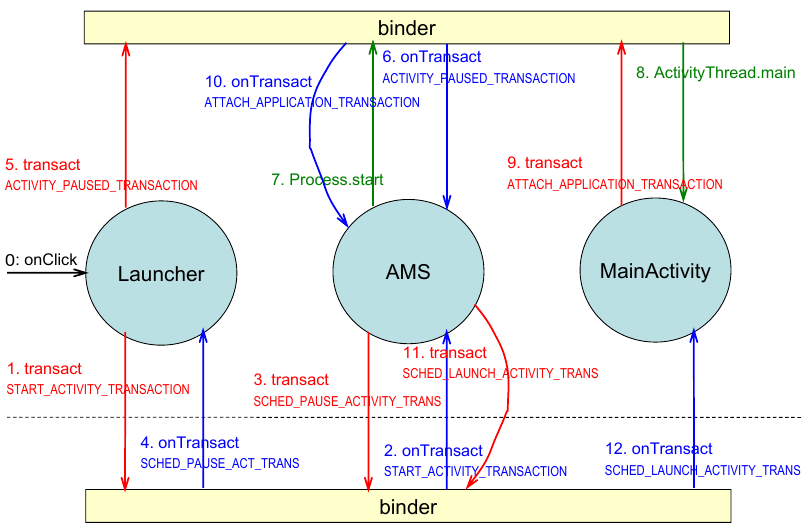 binder
6. onTransact
ACTIVITY_PAUSED_TRANSACTION
8. ActivityThread.main
10. onTransact
ATTACH_APPLICATION_TRANSACTION
5. transact
ACTIVITY_PAUSED_TRANSACTION
7. Process.start
9. transact
ATTACH_APPLICATION_TRANSACTION
0: onClick
Launcher
AMS
MainActivity
1. transact
START_ACTIVITY_TRANSACTION
3. transact
SCHED_PAUSE_ACTIVITY_TRANS
11. transact
SCHED_LAUNCH_ACTIVITY_TRANS
4. onTransact
SCHED_PAUSE_ACT_TRANS
2. onTransact
START_ACTIVITY_TRANSACTION
12. onTransact
SCHED_LAUNCH_ACTIVITY_TRANS
binder